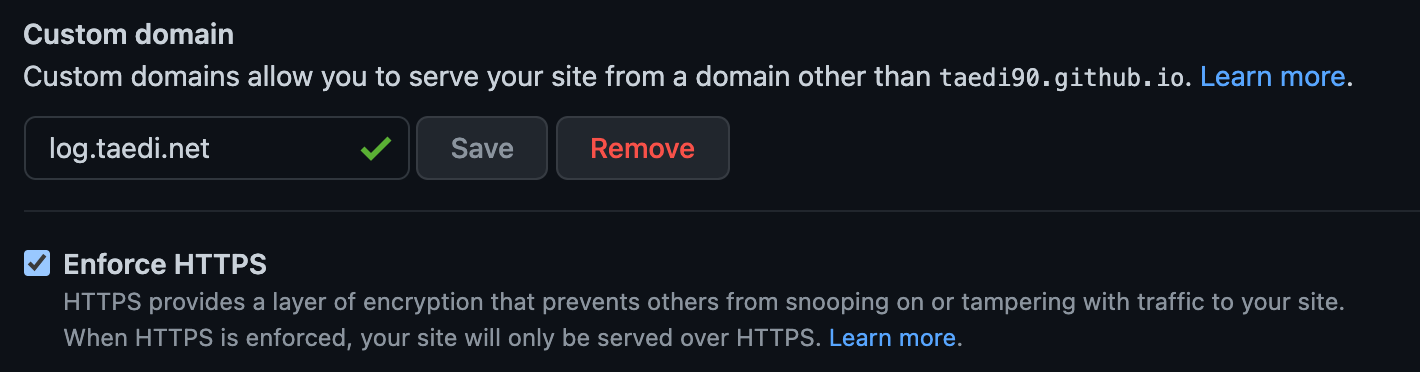 Custom domain
Custom domains allow you to serve your site from a domain other than taedi90.github.io. Learn more.
log.taedi.net Save Remove
Enforce HTTPS
HTTPS provides a layer of encryption that prevents others from snooping on or tampering with traffic to your site.
When HTTPS is enforced, your site will only be served over HTTPS. Learn more.